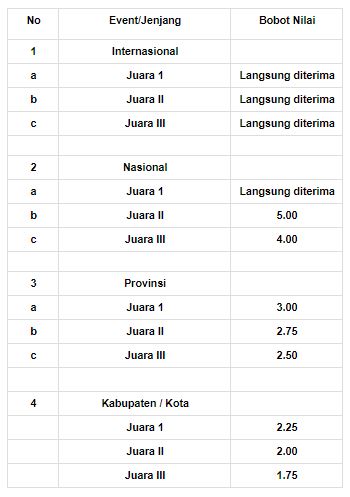 No Event/Jenjang Bobot Nilai
1 Internasional
a Juara 1 Langsung diterima
b Juara II Langsung diterima
c Juara III Langsung diterima
2 Nasional
a Juara 1 Langsung diterima
b Juara II 5.00
c Juara III 4.00
3 Provinsi
a Juara 1 3.00
b Juara II 2.75
c Juara III 2.50
4 Kabupaten / Kota
Juara 1 2.25
Juara II 2.00
Juara III 1.75